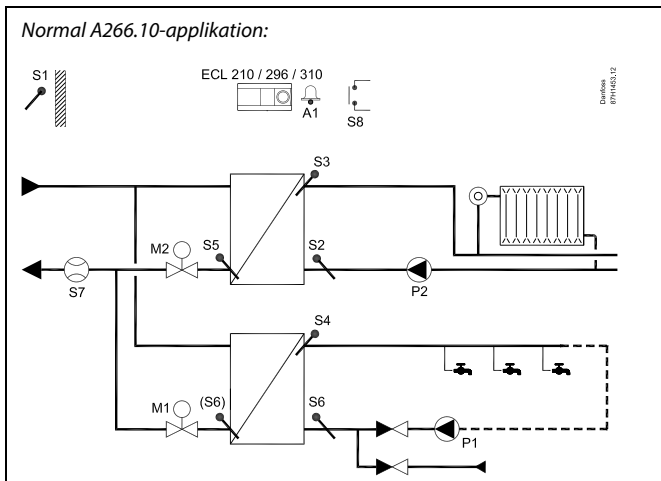 Normal A266.10-applikation:
S1
ECL 210 / 296 / 310
A1
S8
Danfoss
87H1453.12
S3
M2
S5
S2
S7
P2
S4
M1
(S6)
S6
P1